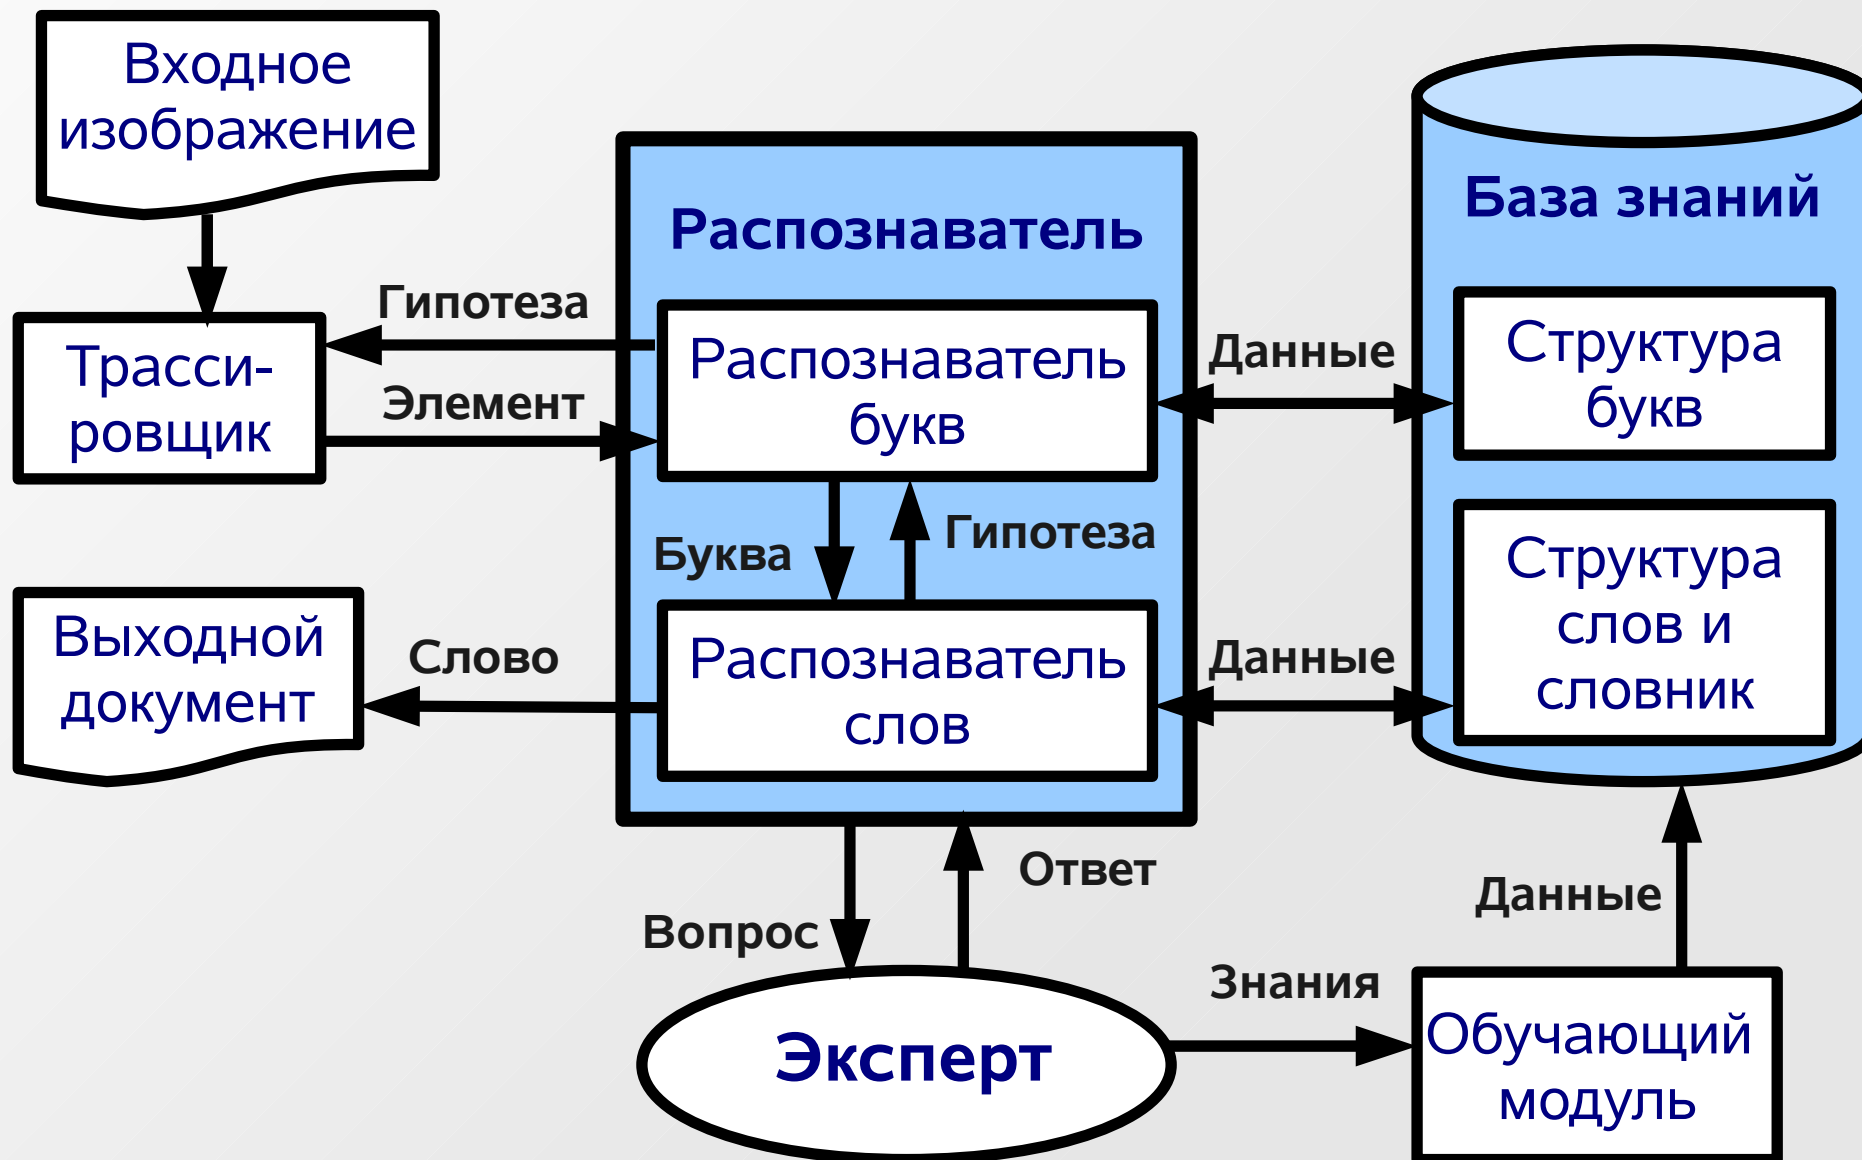 Входное
изображение
Трасси-
ровщик
Гипотеза
Элемент
Распознаватель
Распознаватель
букв
Буква
Гипотеза
Распознаватель
слов
Данные
Данные
База знаний
Структура
букв
Структура
слов и
словник
Выходной
документ
Слово
Вопрос
Ответ
Эксперт
Знания
Данные
Обучающий
модуль